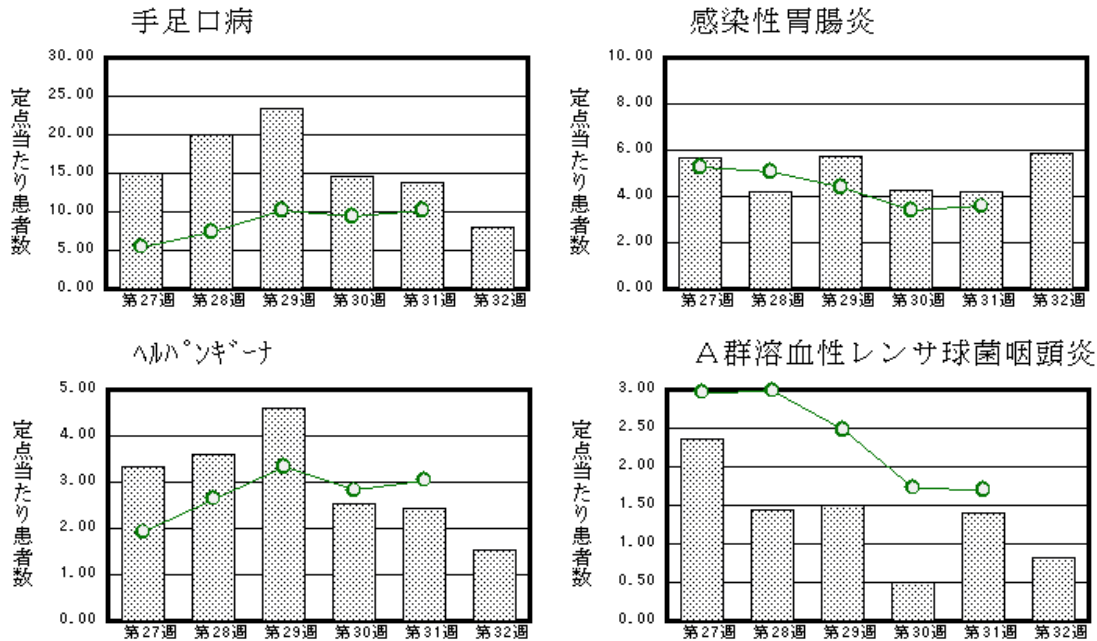 手足口病
定点当たり患者数
30.00
25.00
20.00
15.00
10.00
5.00
0.00
第27週 第28週 第29週 第30週 第31週 第32週
感染性胃腸炎
定点当たり患者数
10.00
8.00
6.00
4.00
2.00
0.00
第27週 第28週 第29週 第30週 第31週 第32週
ﾍﾙﾊﾟﾝｷﾞｰﾅ
定点当たり患者数
5.00
4.00
3.00
2.00
1.00
0.00
第27週 第28週 第29週 第30週 第31週 第32週
A群溶血性レンサ球菌咽頭炎
定点当たり患者数
3.00
2.50
2.00
1.50
1.00
0.50
0.00
第27週 第28週 第29週 第30週 第31週 第32週